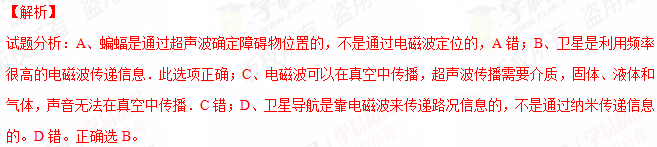 【解析】
试题分析：A、蝙蝠是通过超声波确定障碍物位置的，不是通过电磁波定位的，A 错；B、卫星是利用频率
很高的电磁波传递信息．此选项正确；C、电磁波可以在真空中传播，超声波传播需要介质，固体、液体和
气体，声音无法在真空中传播．C 错；D、卫星导航是靠电磁波来传递路况信息的，不是通过纳米传递信息
的。D 错。正确选 B。